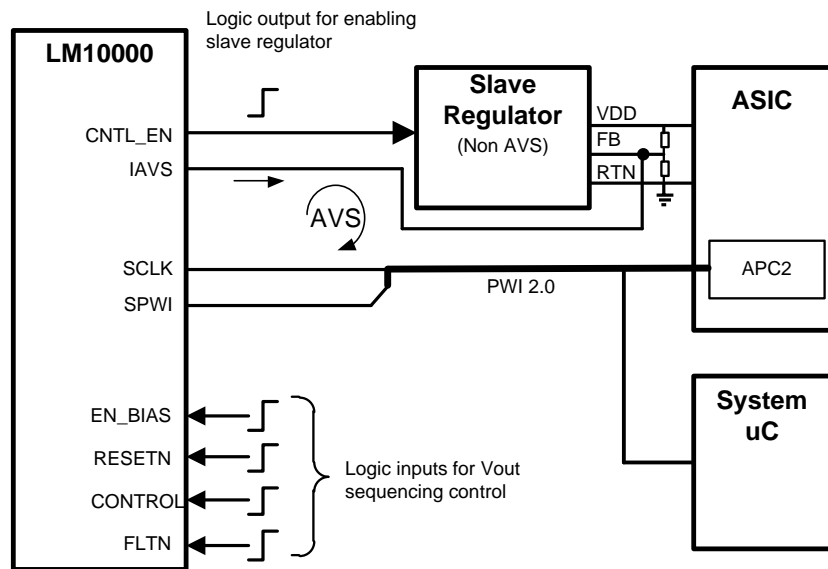 Logic output for enabling
slave regulator
LM10000
CNTL_EN
IAVS
SCLK
SPWI
EN_BIAS
RESETN
CONTROL
FLTN
AVS
Slave
Regulator
(Non AVS)
VDD
FB
RTN
ASIC
APC2
PWI 2.0
System
uC
Logic inputs for Vout
sequencing control